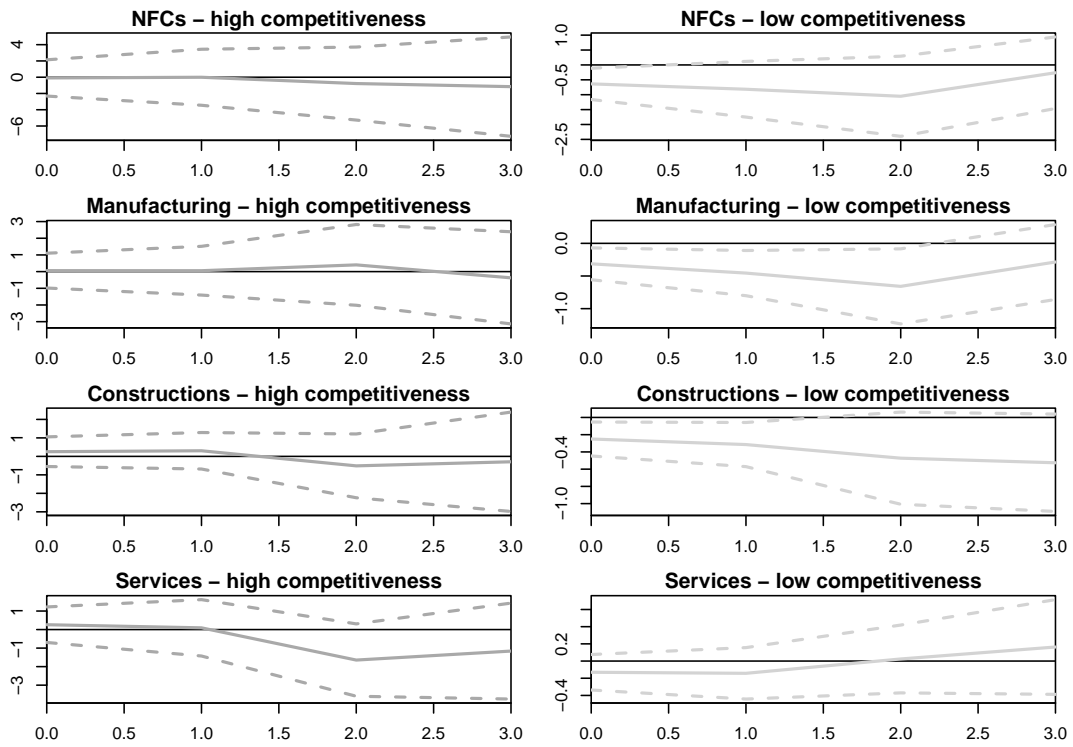 NFCs − high competitiveness
4
0
−6
0.0 0.5 1.0 1.5 2.0 2.5 3.0
NFCs − low competitiveness
1.0
−0.5
−2.5
0.0 0.5 1.0 1.5 2.0 2.5 3.0
Manufacturing − high competitiveness
3
1
−1
−3
0.0 0.5 1.0 1.5 2.0 2.5 3.0
Manufacturing − low competitiveness
0.0
−1.0
0.0 0.5 1.0 1.5 2.0 2.5 3.0
Constructions − high competitiveness
1
−1
−3
0.0 0.5 1.0 1.5 2.0 2.5 3.0
Constructions − low competitiveness
−0.4
−1.0
0.0 0.5 1.0 1.5 2.0 2.5 3.0
Services − high competitiveness
1
−1
−3
0.0 0.5 1.0 1.5 2.0 2.5 3.0
Services − low competitiveness
0.2
−0.4
0.0 0.5 1.0 1.5 2.0 2.5 3.0